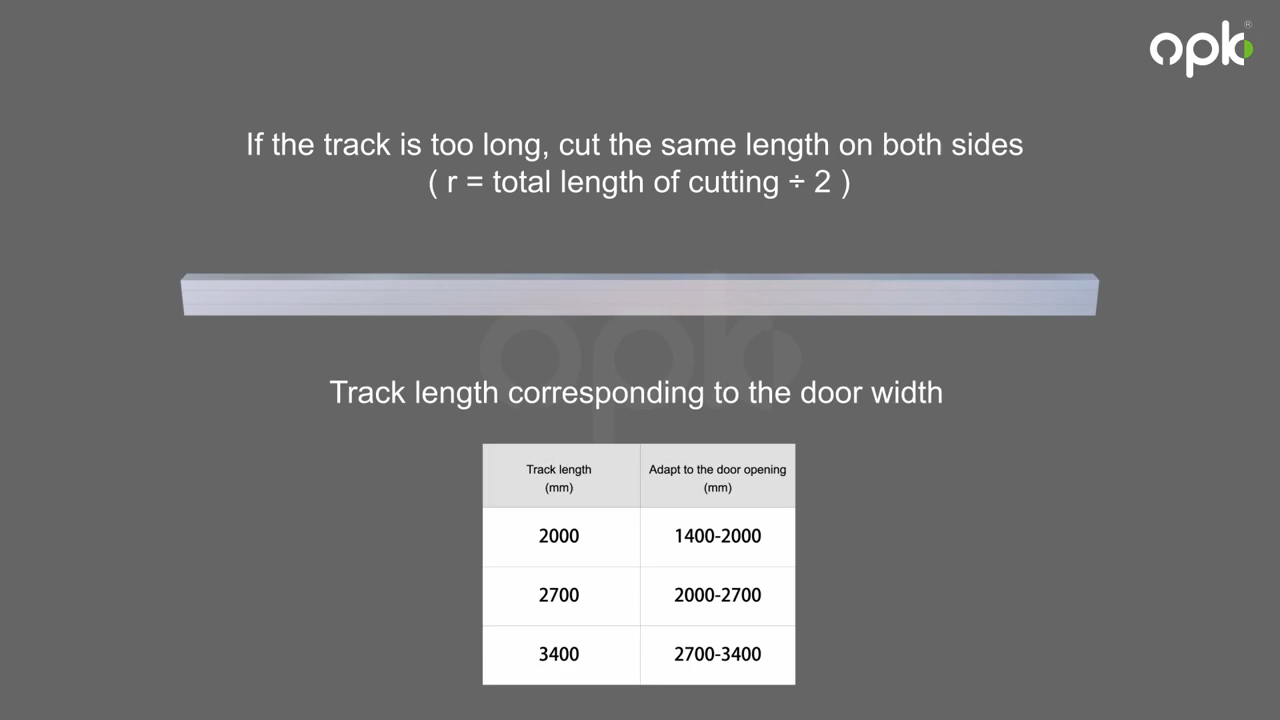 opk®
If the track is too long, cut the same length on both sides
( r = total length of cutting ÷ 2 )
opk
Track length corresponding to the door width
Track length (mm) Adapt to the door opening (mm)
2000 1400-2000
2700 2000-2700
3400 2700-3400